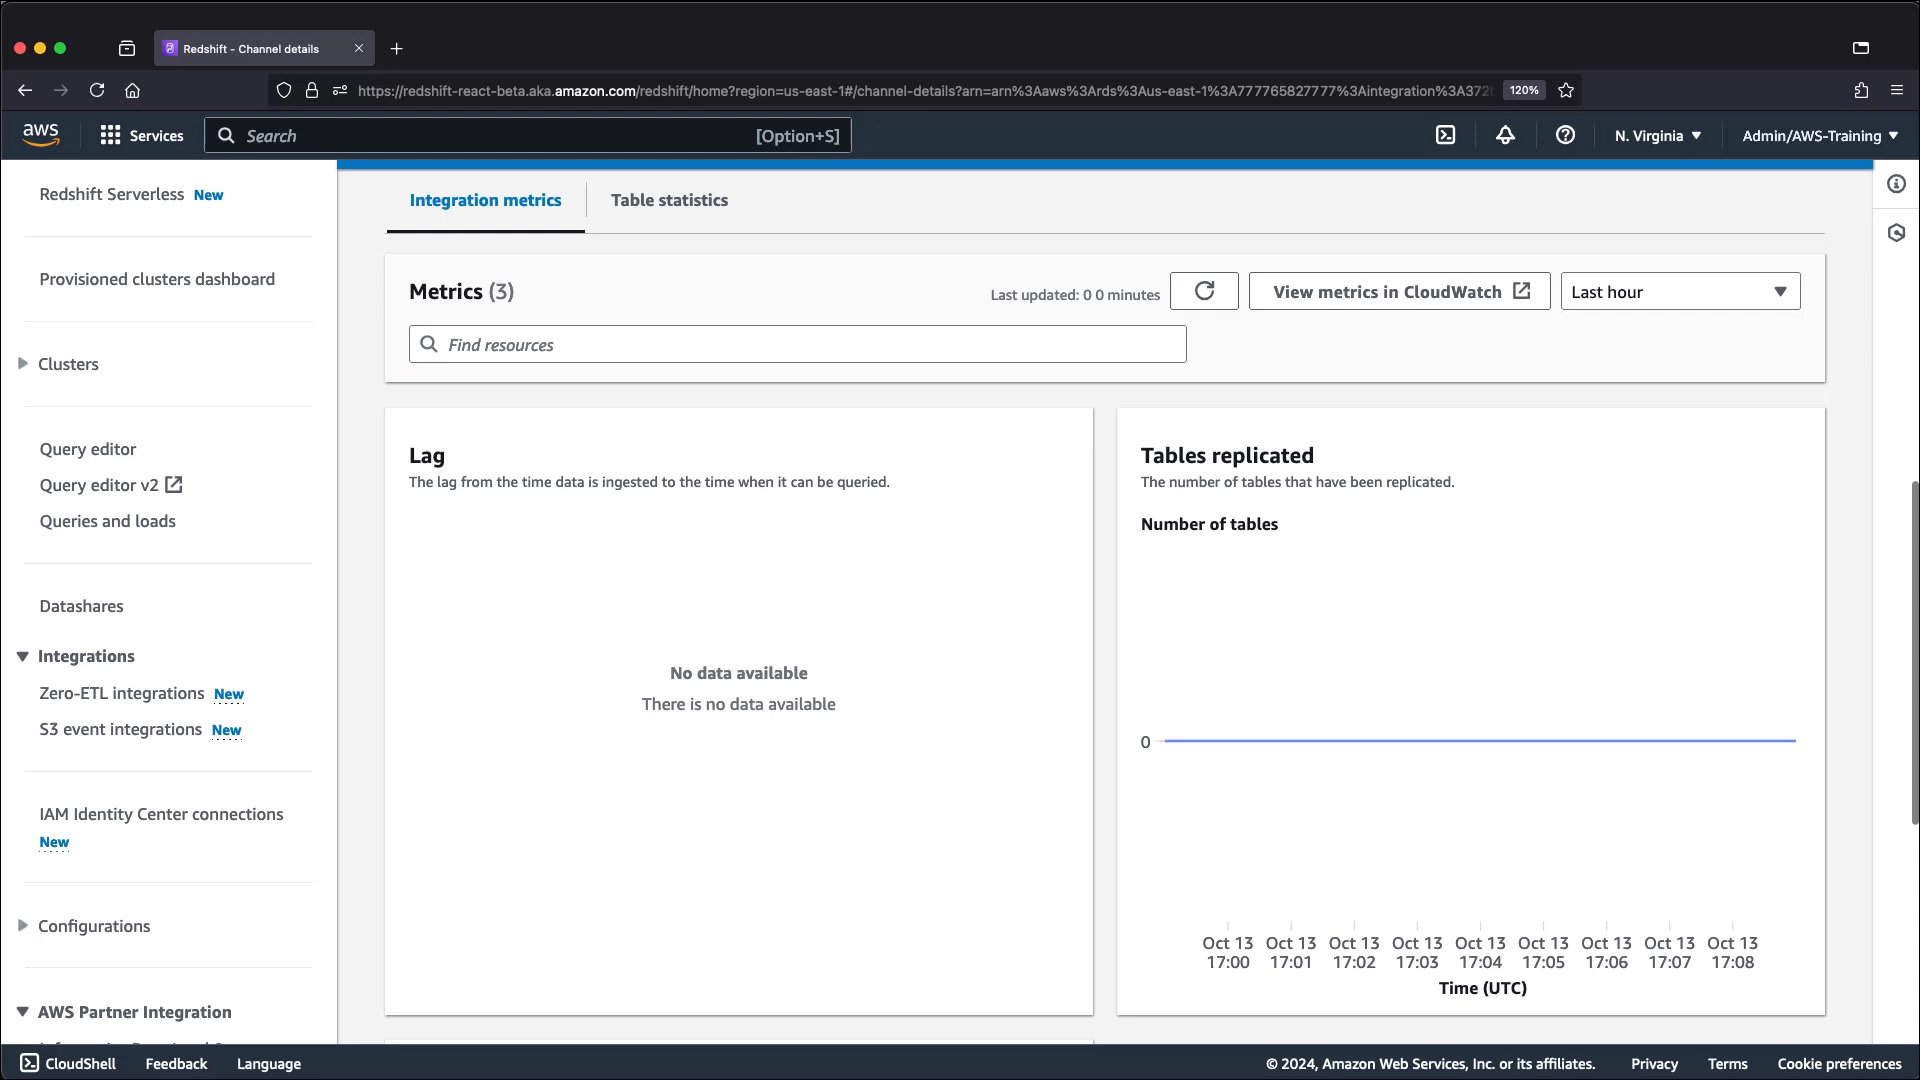 Redshift - Channel details
https://redshift-react-beta.aka.amazon.com/redshift/home?region=us-east-1#/channel-details?arn=arn%3Aaws%3Ards%3Aus-east-1%3A777765827777%3Aintegration%3A372
120%
aws
Services
Search
[Option+S]
N. Virginia
Admin/AWS-Training
Redshift Serverless New
Provisioned clusters dashboard
Clusters
Query editor
Query editor v2
Queries and loads
Datashares
Integrations
Zero-ETL integrations New
S3 event integrations New
IAM Identity Center connections
New
Configurations
AWS Partner Integration
Integration metrics
Table statistics
Metrics (3)
Last updated: 0 0 minutes
View metrics in CloudWatch
Last hour
Find resources
Lag
The lag from the time data is ingested to the time when it can be queried.
No data available
There is no data available
Tables replicated
The number of tables that have been replicated.
Number of tables
0
Oct 13 Oct 13 Oct 13 Oct 13 Oct 13 Oct 13 Oct 13 Oct 13 Oct 13
17:00 17:01 17:02 17:03 17:04 17:05 17:06 17:07 17:08
Time (UTC)
CloudShell
Feedback
Language
© 2024, Amazon Web Services, Inc. or its affiliates.
Privacy
Terms
Cookie preferences